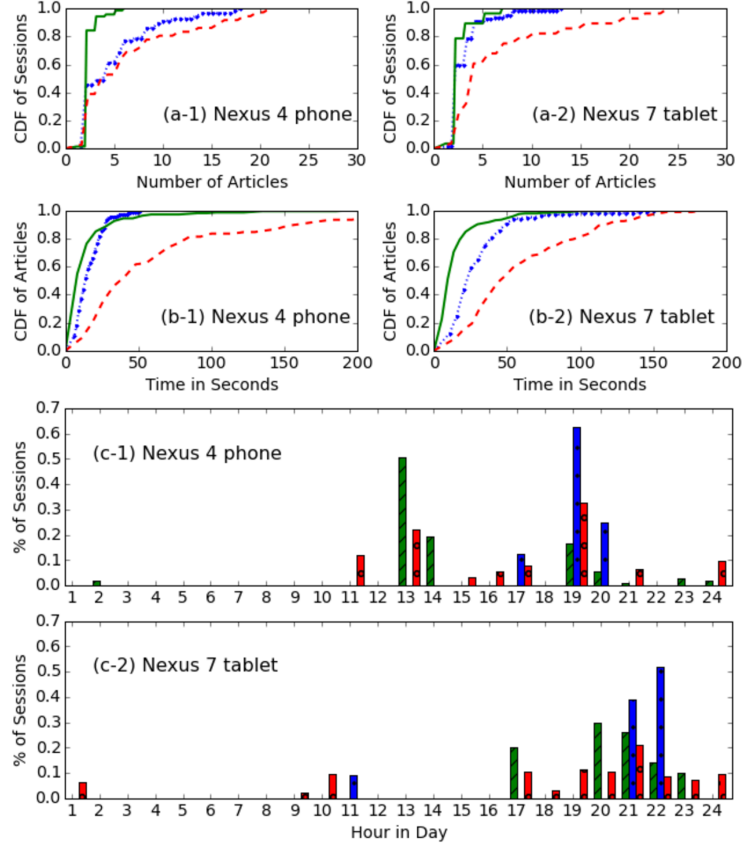 1.0
0.8
0.6
0.4
0.2
0.0
CDF of Sessions
(a-1) Nexus 4 phone
0 5 10 15 20 25 30
Number of Articles
1.0
0.8
0.6
0.4
0.2
0.0
CDF of Sessions
(a-2) Nexus 7 tablet
0 5 10 15 20 25 30
Number of Articles
1.0
0.8
0.6
0.4
0.2
0.0
CDF of Articles
(b-1) Nexus 4 phone
0 50 100 150 200
Time in Seconds
1.0
0.8
0.6
0.4
0.2
0.0
CDF of Articles
(b-2) Nexus 7 tablet
0 50 100 150 200
Time in Seconds
0.7
0.6
0.5
0.4
0.3
0.2
0.1
0.0
% of Sessions
(c-1) Nexus 4 phone
1 2 3 4 5 6 7 8 9 10 11 12 13 14 15 16 17 18 19 20 21 22 23 24
0.7
0.6
0.5
0.4
0.3
0.2
0.1
0.0
% of Sessions
(c-2) Nexus 7 tablet
1 2 3 4 5 6 7 8 9 10 11 12 13 14 15 16 17 18 19 20 21 22 23 24
Hour in Day